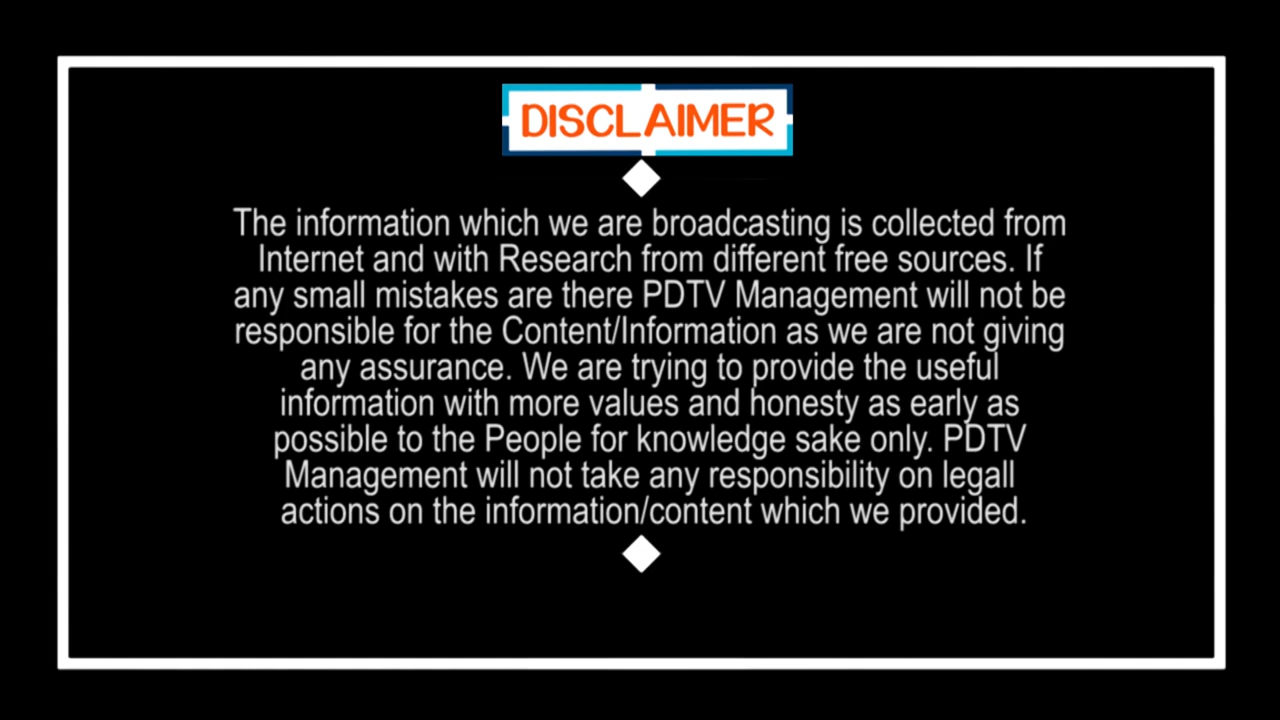 DISCLAIMER
The information which we are broadcasting is collected from
Internet and with Research from different free sources. If
any small mistakes are there PDTV Management will not be
responsible for the Content/Information as we are not giving
any assurance. We are trying to provide the useful
information with more values and honesty as early as
possible to the People for knowledge sake only. PDTV
Management will not take any responsibility on legall
actions on the information/content which we provided.